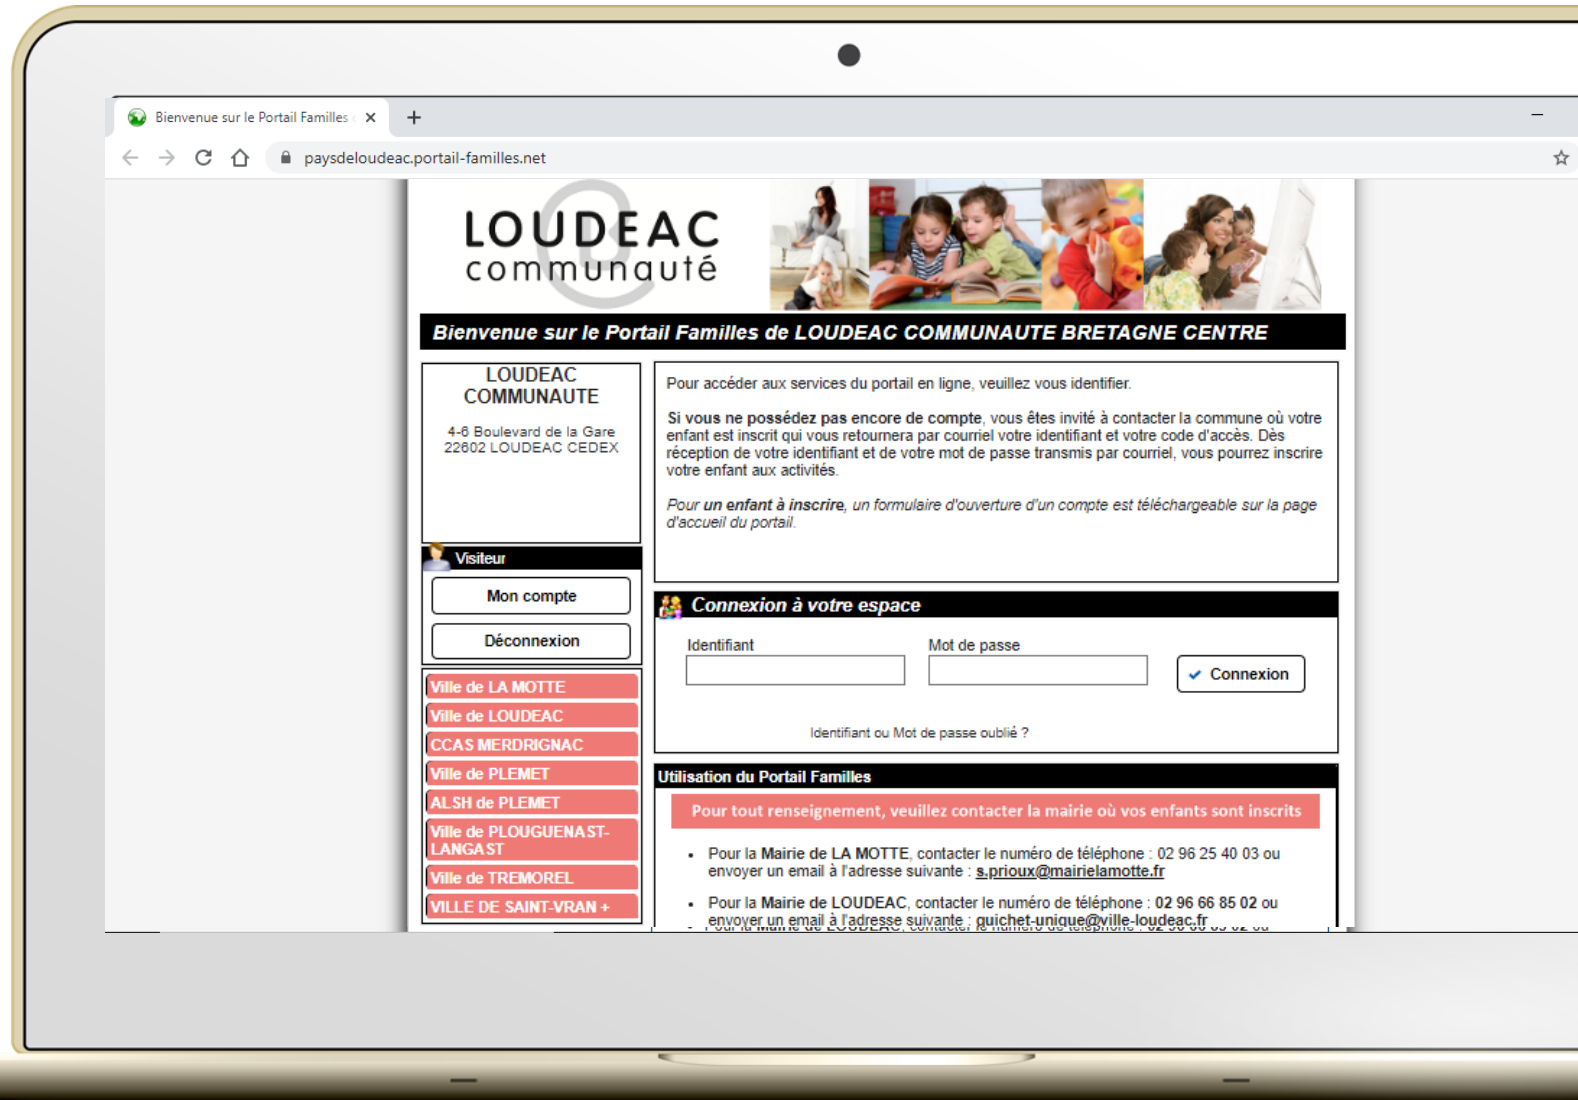 Bienvenue sur le Portail Familles
paysdeloudeac.portail-familles.net
LOUDEAC
communauté
Bienvenue sur le Portail Familles de LOUDEAC COMMUNAUTE BRETAGNE CENTRE
LOUDEAC
COMMUNAUTE
4-6 Boulevard de la Gare
22602 LOUDEAC CEDEX
Visiteur
Mon compte
Déconnexion
Ville de LA MOTTE
Ville de LOUDEAC
CCAS MERDRIGNAC
Ville de PLEMET
ALSH de PLEMET
Ville de PLOUGUENAST-
LANGAST
Ville de TREMOREL
VILLE DE SAINT-VRAN +
Pour accéder aux services du portail en ligne, veuillez vous identifier.
Si vous ne possédez pas encore de compte, vous êtes invité à contacter la commune où votre
enfant est inscrit qui vous retournera par courriel votre identifiant et votre code d'accès. Dès
réception de votre identifiant et de votre mot de passe transmis par courriel, vous pourrez inscrire
votre enfant aux activités.
Pour un enfant à inscrire, un formulaire d'ouverture d'un compte est téléchargeable sur la page
d'accueil du portail.
Connexion à votre espace
Identifiant
Mot de passe
Connexion
Identifiant ou Mot de passe oublié ?
Utilisation du Portail Familles
Pour tout renseignement, veuillez contacter la mairie où vos enfants sont inscrits
• Pour la Mairie de LA MOTTE, contacter le numéro de téléphone : 02 96 25 40 03 ou
envoyer un email à l'adresse suivante : s.prioux@mairielamotte.fr
• Pour la Mairie de LOUDEAC, contacter le numéro de téléphone : 02 96 66 85 02 ou
envoyer un email à l'adresse suivante : guichet-unique@ville-loudeac.fr